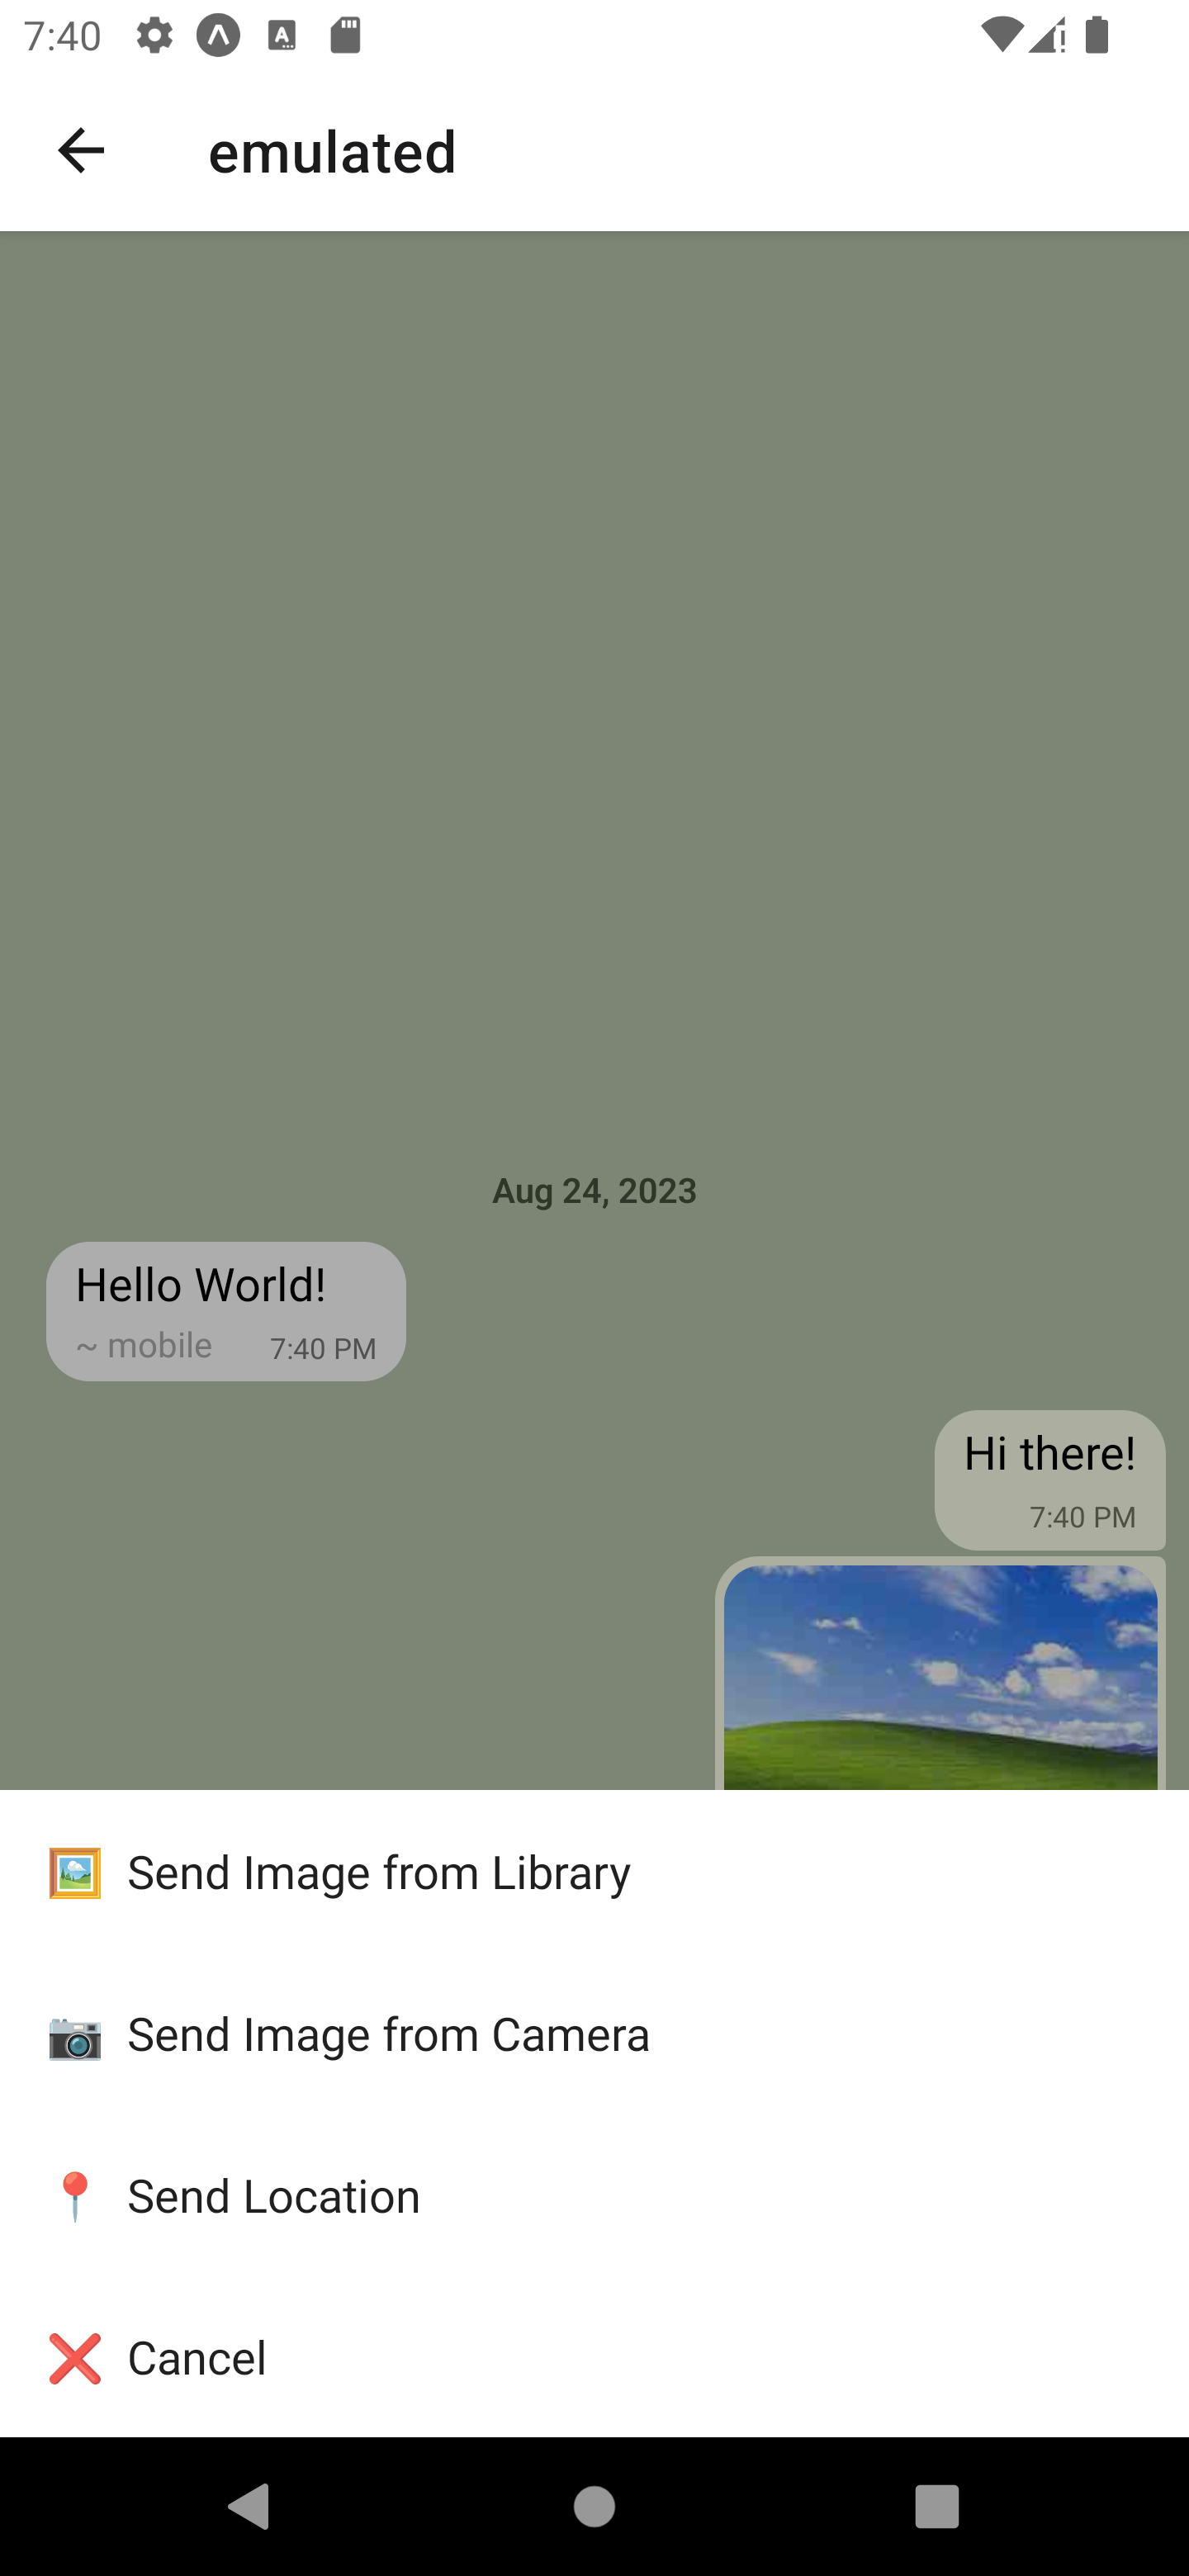 7:40
emulated
Aug 24, 2023
Hello World!
~ mobile 7:40 PM
Hi there!
7:40 PM
Send Image from Library
Send Image from Camera
Send Location
Cancel